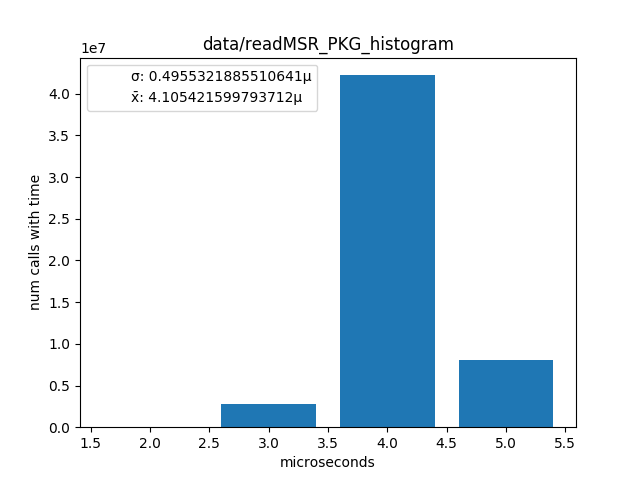 data/readMSR_PKG_histogram
1e7
σ: 0.4955321885510641μ
x̄: 4.105421599793712μ
4.0
3.5
3.0
2.5
2.0
1.5
1.0
0.5
0.0
num calls with time
1.5 2.0 2.5 3.0 3.5 4.0 4.5 5.0 5.5
microseconds